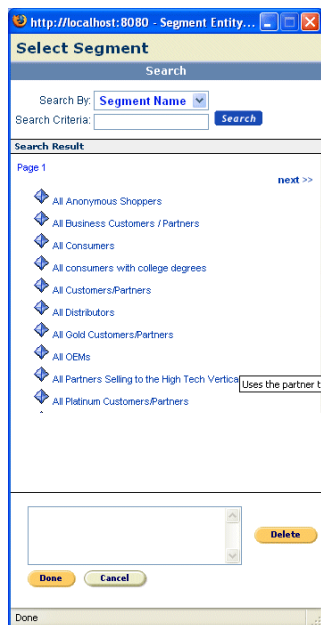 http://localhost:8080 - Segment Entity...
Select Segment
Search
Search By: Segment Name
Search Criteria: Search
Search Result
Page 1
next >>
All Anonymous Shoppers
All Business Customers / Partners
All Consumers
All consumers with college degrees
All Customers/Partners
All Distributors
All Gold Customers/Partners
All OEMs
All Partners Selling to the High Tech Vertica
Uses the partner t
All Platinum Customers/Partners
Delete
Done Cancel
Done